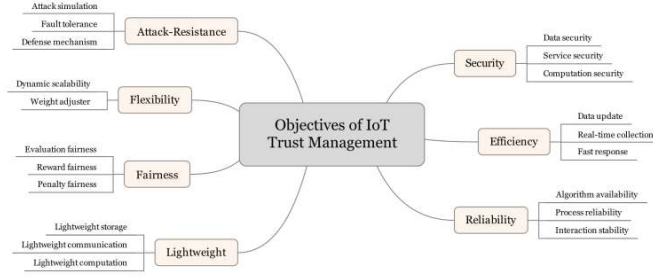 Objectives of IoT
Trust Management
Attack-Resistance
Attack simulation
Fault tolerance
Defense mechanism
Flexibility
Dynamic scalability
Weight adjuster
Fairness
Evaluation fairness
Reward fairness
Penalty fairness
Lightweight
Lightweight storage
Lightweight communication
Lightweight computation
Security
Data security
Service security
Computation security
Efficiency
Data update
Real-time collection
Fast response
Reliability
Algorithm availability
Process reliability
Interaction stability